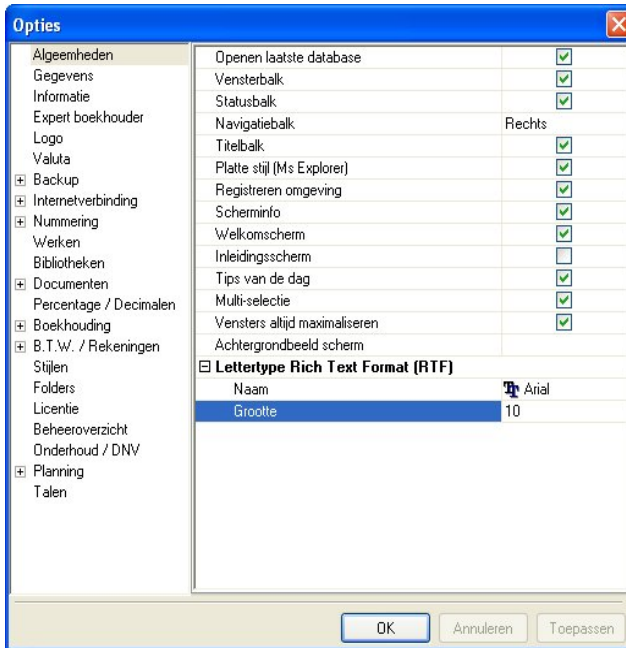 Opties
Algeemheden
Gegevens
Informatie
Expert boekhouder
Logo
Valuta
Backup
Internetverbinding
Nummering
Werken
Bibliotheken
Documenten
Percentage / Decimalen
Boekhouding
B.T.W. / Rekeningen
Stijlen
Folders
Licentie
Beheeroverzicht
Onderhoud / DNV
Planning
Talen
Openen laatste database
Vensterbalk
Statusbalk
Navigatiebalk Rechts
Titelbalk
Platte stijl (Ms Explorer)
Registreren omgeving
Scherminfo
Welkomscherm
Inleidingsscherm
Tips van de dag
Multi-selectie
Vensters altijd maximaliseren
Achtergrondbeeld scherm
Lettertype Rich Text Format (RTF)
Naam Arial
Grootte 10
OK Annuleren Toepassen